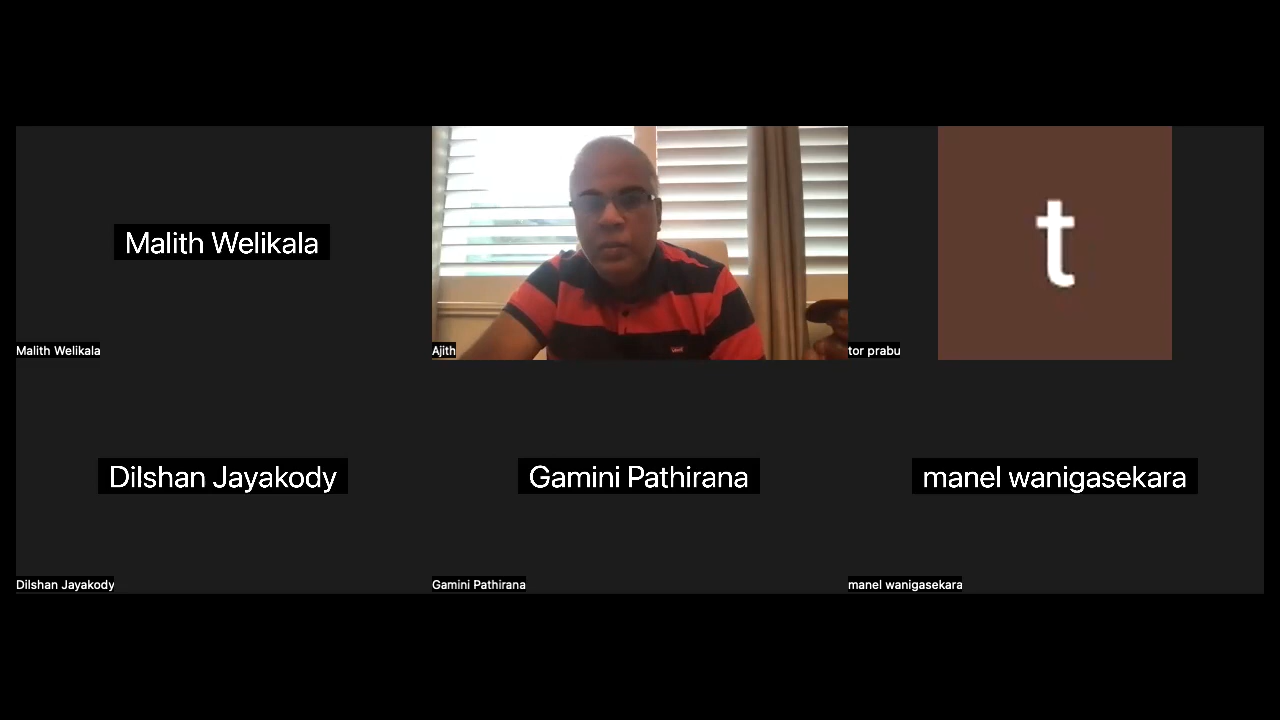 Malith Welikala
Malith Welikala
Ajith
t
tor prabu
Dilshan Jayakody
Dilshan Jayakody
Gamini Pathirana
Gamini Pathirana
manel wanigasekara
manel wanigasekara